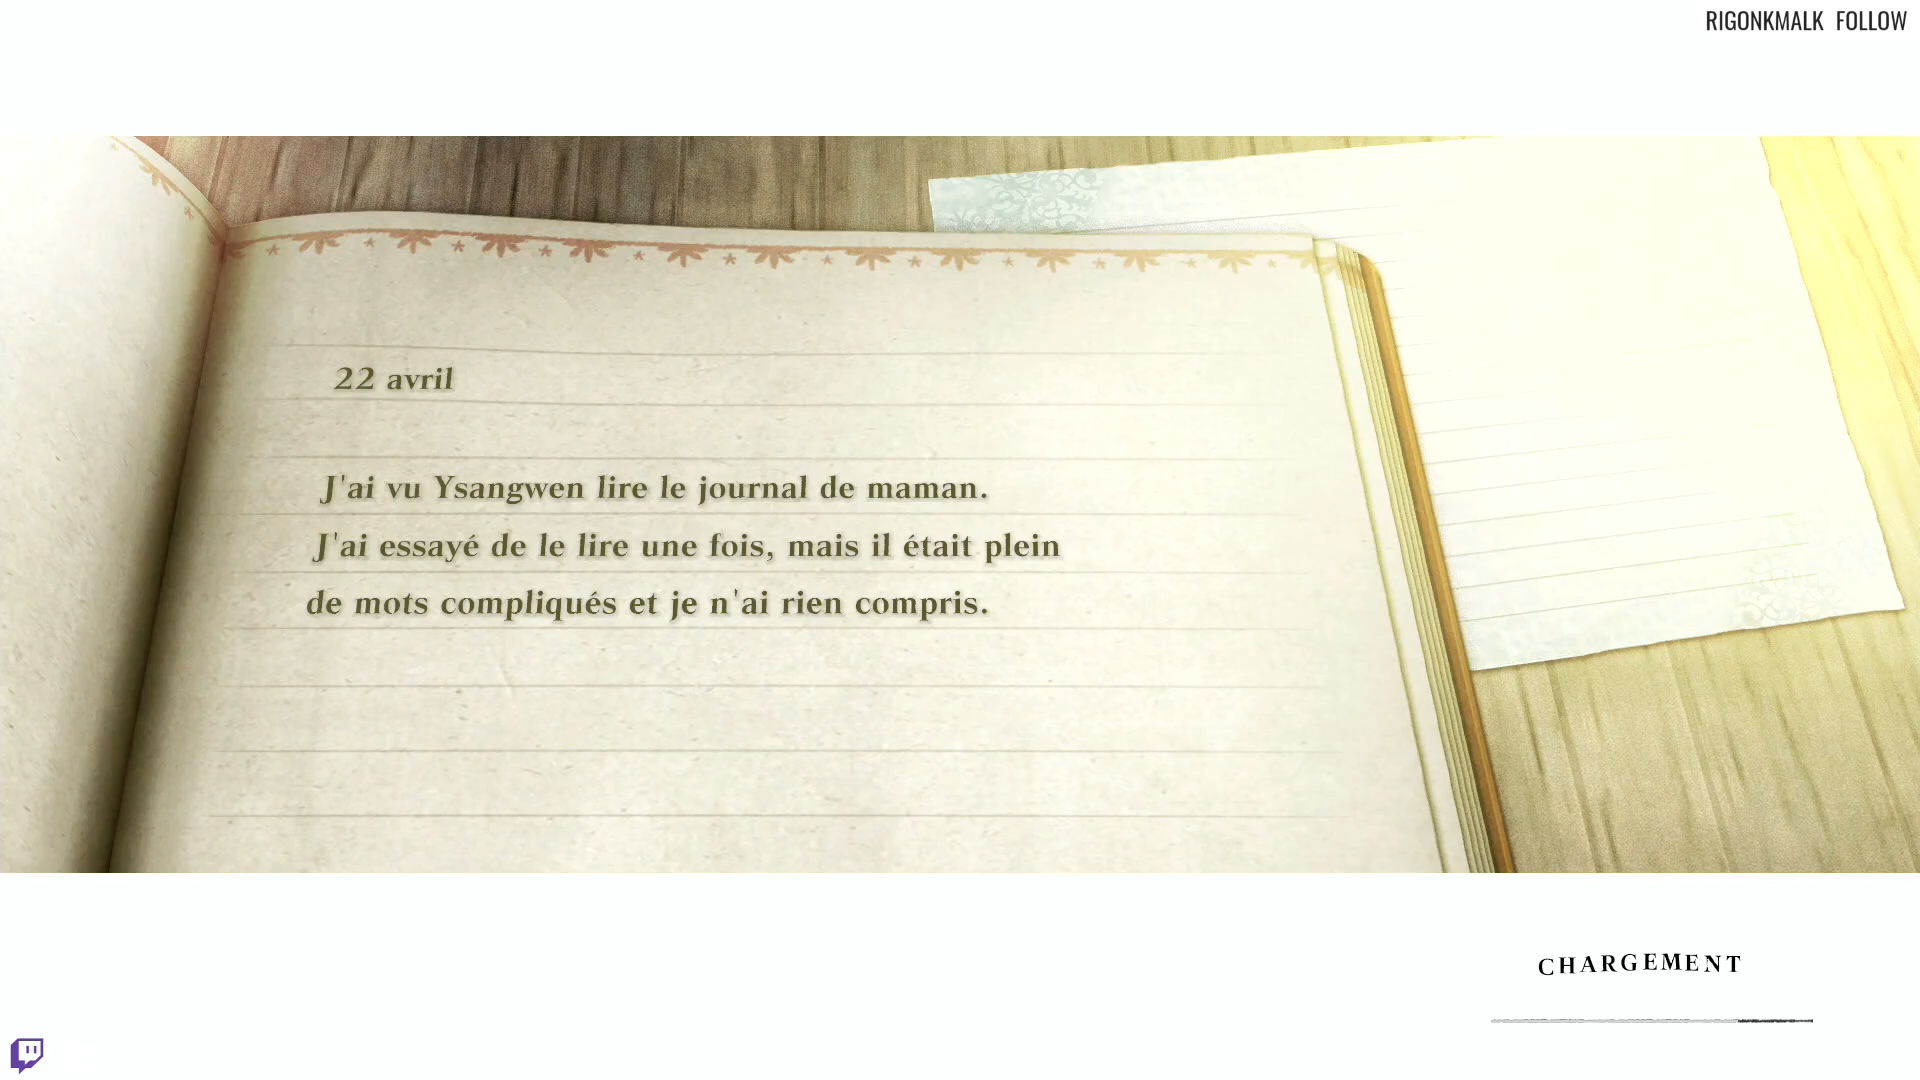 RIGONKMALK FOLLOW
22 avril
J'ai vu Ysangwen lire le journal de maman.
J'ai essayé de le lire une fois, mais il était plein
de mots compliqués et je n'ai rien compris.
CHARGEMENT